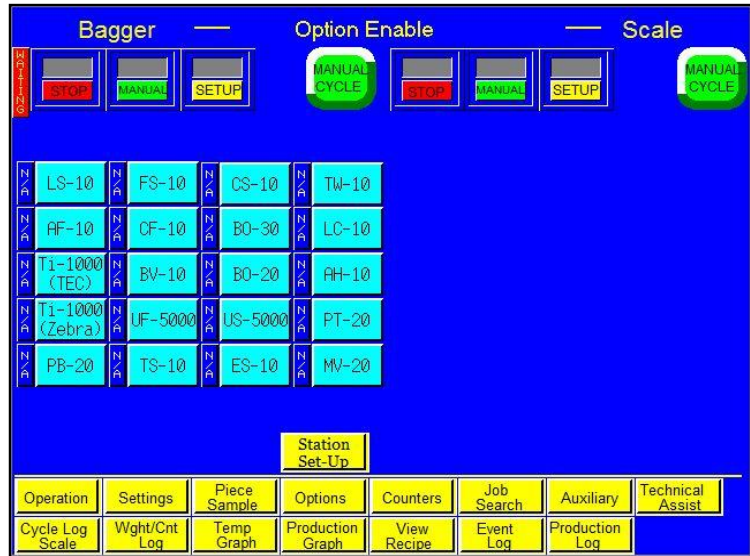 Bagger — Option Enable — Scale
WAITING
STOP MANUAL SETUP MANUAL CYCLE STOP MANUAL SETUP MANUAL CYCLE
N/A LS-10 N/A FS-10 N/A CS-10 N/A TW-10
N/A AF-10 N/A CF-10 N/A BO-30 N/A LC-10
N/A Ti-1000 (TEC) N/A BV-10 N/A BO-20 N/A AH-10
N/A Ti-1000 (Zebra) N/A UF-5000 N/A US-5000 N/A PT-20
N/A PB-20 N/A TS-10 N/A ES-10 N/A MV-20
Station
Set-Up
Operation Settings Piece Sample Options Counters Job Search Auxiliary Technical Assist
Cycle Log Scale Wght/Cnt Log Temp Graph Production Graph View Recipe Event Log Production Log